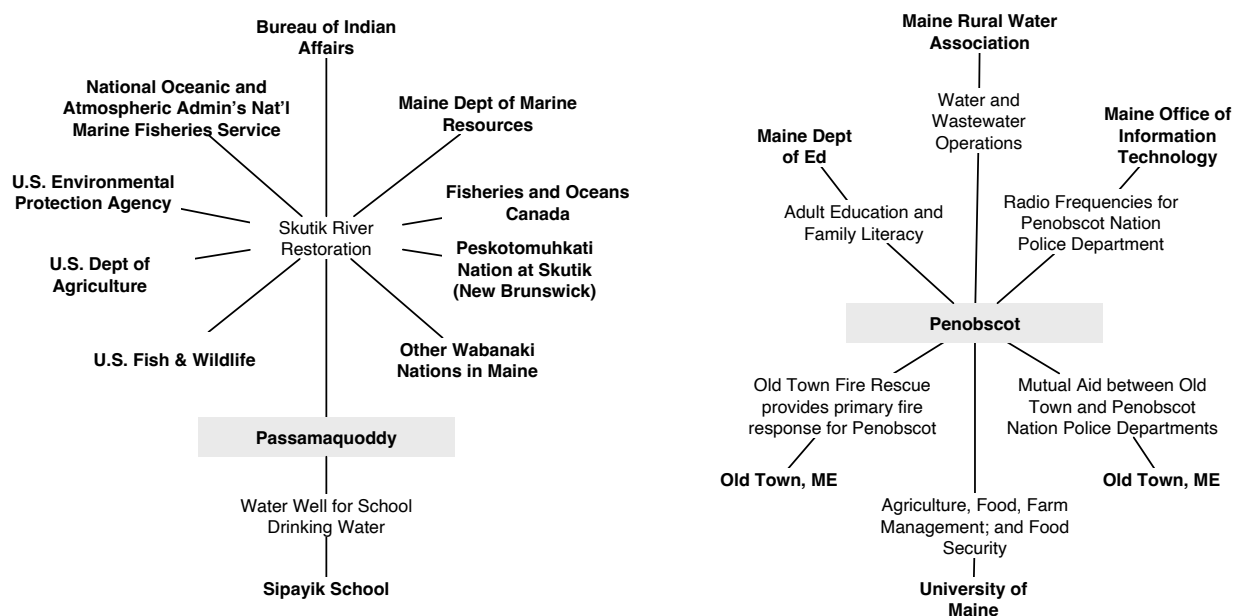 Bureau of Indian
Affairs
National Oceanic and
Atmospheric Admin's Nat'l
Marine Fisheries Service
Maine Dept of Marine
Resources
U.S. Environmental
Protection Agency
Fisheries and Oceans
Canada
Skutik River
Restoration
U.S. Dept of
Agriculture
Peskotomuhkati
Nation at Skutik
(New Brunswick)
U.S. Fish & Wildlife
Other Wabanaki
Nations in Maine
Passamaquoddy
Water Well for School
Drinking Water
Sipayik School
Maine Rural Water
Association
Water and
Wastewater
Operations
Maine Dept
of Ed
Maine Office of
Information
Technology
Adult Education and
Family Literacy
Radio Frequencies for
Penobscot Nation
Police Department
Penobscot
Old Town Fire Rescue
provides primary fire
response for Penobscot
Mutual Aid between Old
Town and Penobscot
Nation Police Departments
Old Town, ME
Old Town, ME
Agriculture, Food, Farm
Management; and Food
Security
University of
Maine